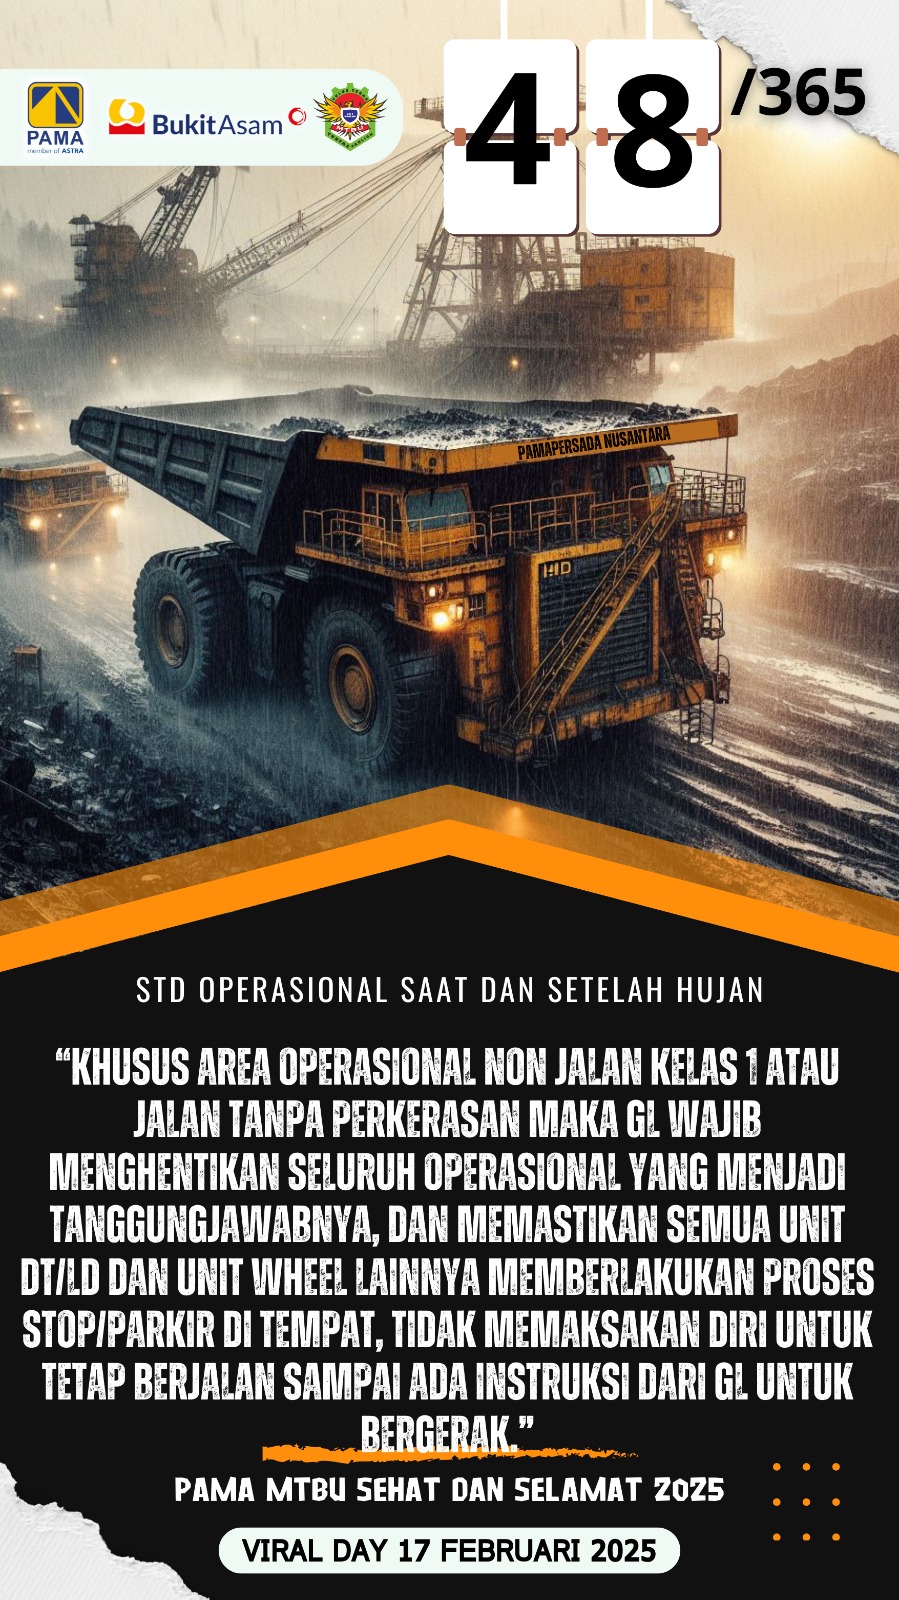 PAMA
member of ASTRA
BukitAsam
48
/365
PAMAPERSADA NUSANTARA
HD
STD OPERASIONAL SAAT DAN SETELAH HUJAN
“KHUSUS AREA OPERASIONAL NON JALAN KELAS 1 ATAU
JALAN TANPA PERKERASAN MAKA GL WAJIB
MENGHENTIKAN SELURUH OPERASIONAL YANG MENJADI
TANGGUNGJAWABNYA, DAN MEMASTIKAN SEMUA UNIT
DT/LD DAN UNIT WHEEL LAINNYA MEMBERLAKUKAN PROSES
STOP/PARKIR DI TEMPAT, TIDAK MEMAKSAKAN DIRI UNTUK
TETAP BERJALAN SAMPAI ADA INSTRUKSI DARI GL UNTUK
BERGERAK.”
PAMA MTBU SEHAT DAN SELAMAT 2025
VIRAL DAY 17 FEBRUARI 2025